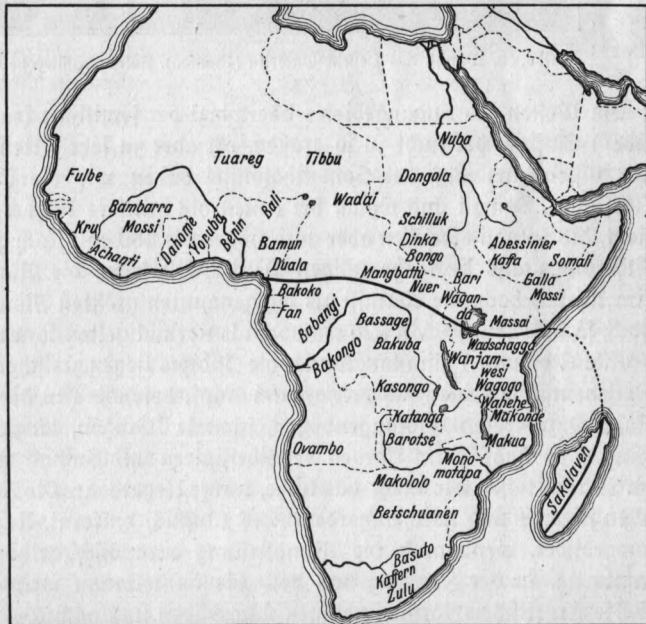 Nuba
Tuareg
Tibbu
Fulbe
Dongola
Wadai
Bali
Bambarra
Mossi
Schilluk
Kru
Dahome
Yoruba
Benin
Dinka
Abessinier
Achanti
Bamun
Bongo
Kaffa
Somali
Duala
Mangbattu
Bari
Galla
Nuer
Mossi
Bakoko
Wagan-
da
Fan
Babangi
Massai
Bassage
Wadschagga
Bakuba
Wanjam-
wesi
Bakongo
Wagogo
Kasongo
Wahehe
Makonde
Katanga
Makua
Barotse
Ovambo
Mono-
motapa
Makololo
Sakalaven
Betschuanen
Basuto
Kaffern
Zulu